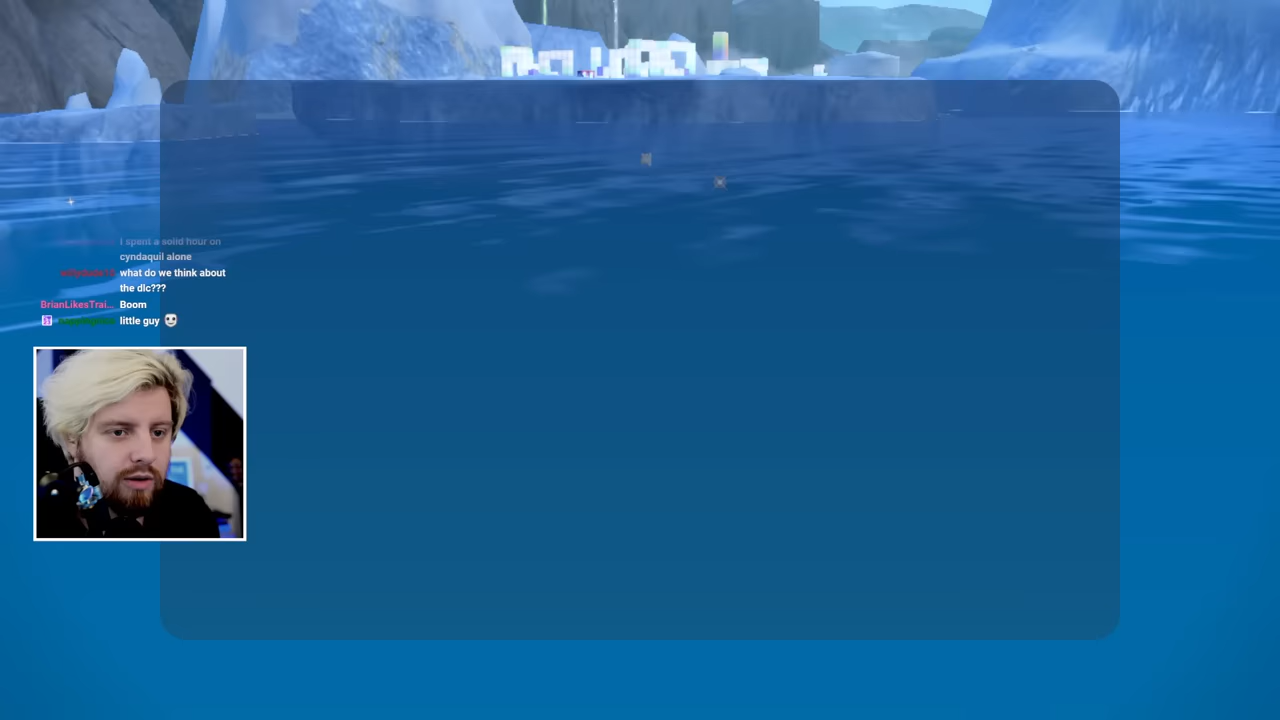 I spent a solid hour on
cyndaquil alone
what do we think about
the dlc???
BrianLikesTrai... Boom
little guy